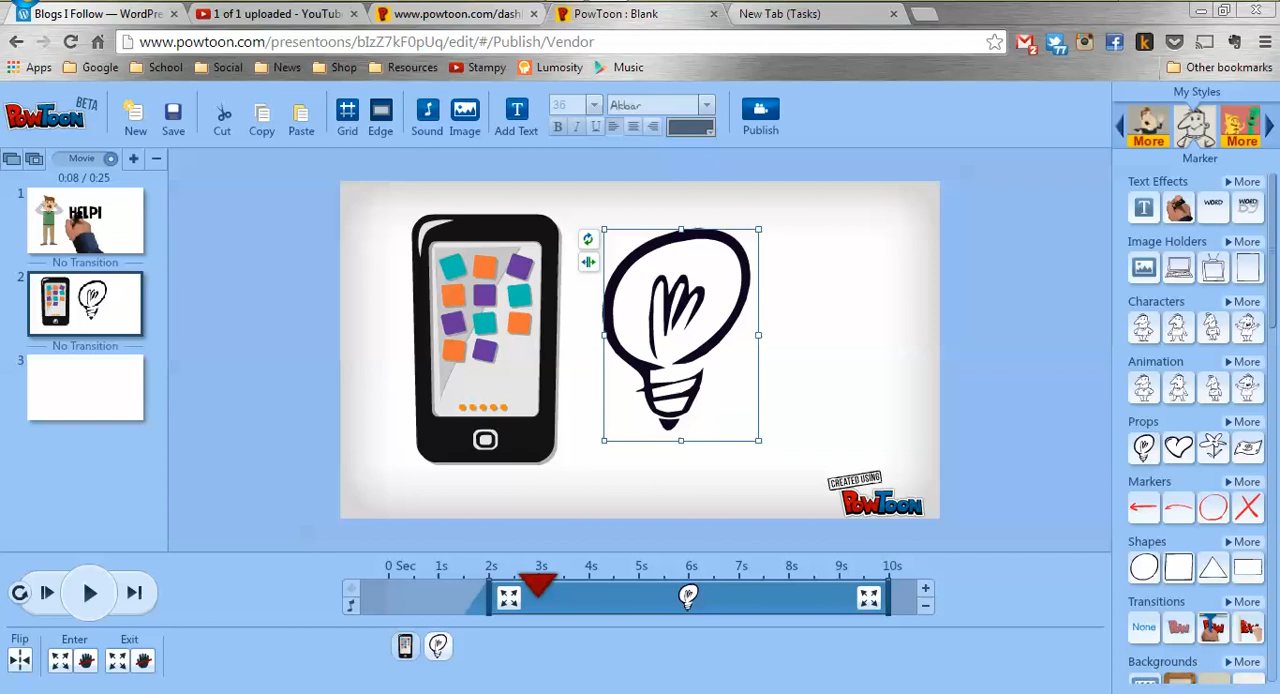 Blogs I Follow — WordPre
1 of 1 uploaded - YouTub
www.powtoon.com/dash
PowToon : Blank
New Tab (Tasks)
www.powtoon.com/presentoons/bIzZ7kF0pUq/edit/#/Publish/Vendor
2
77
Apps
Google
School
Social
News
Shop
Resources
Stampy
Lumosity
Music
Other bookmarks
POWTOON BETA
New
Save
Cut
Copy
Paste
Grid
Edge
Sound
Image
Add Text
36
Akbar
B I U
Publish
My Styles
More
More
Marker
Movie
0:08 / 0:25
1
HELP!
No Transition
2
No Transition
3
CREATED USING
POWTOON
Text Effects
More
T
WORD
WORD
Image Holders
More
Characters
More
Animation
More
Props
More
Markers
More
Shapes
More
Transitions
More
None
Backgrounds
More
0 Sec 1s 2s 3s 4s 5s 6s 7s 8s 9s 10s
Flip
Enter
Exit